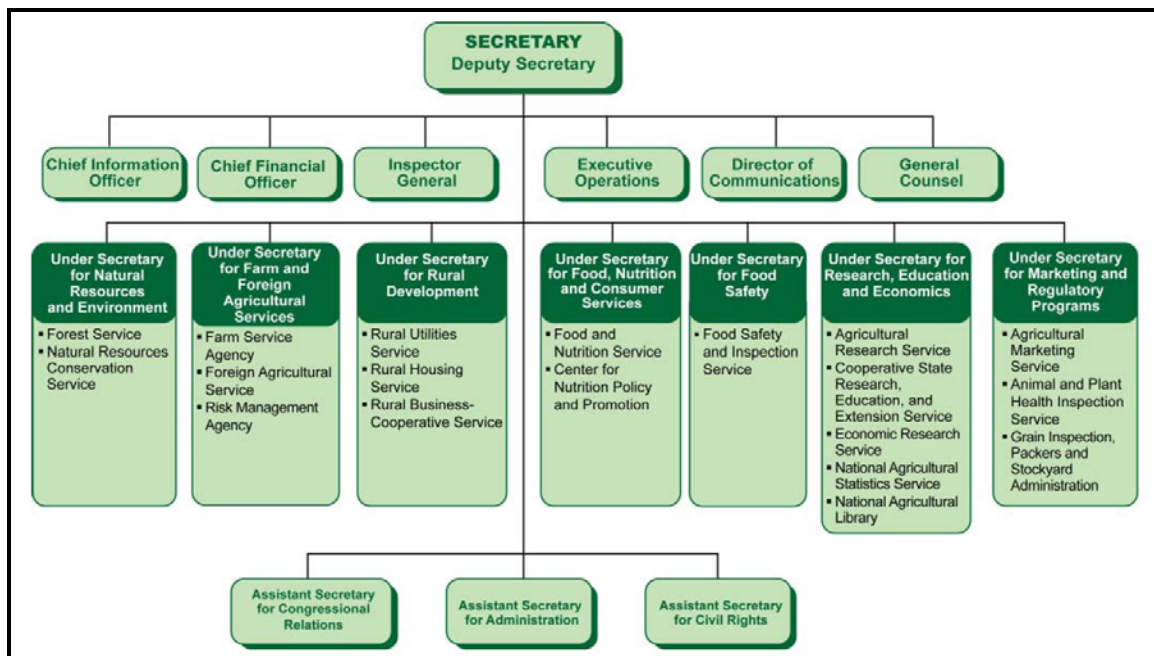 SECRETARY
Deputy Secretary
Chief Information
Officer
Chief Financial
Officer
Inspector
General
Executive
Operations
Director of
Communications
General
Counsel
Under Secretary
for Natural
Resources
and Environment
▪ Forest Service
▪ Natural Resources
Conservation
Service
Under Secretary
for Farm and
Foreign
Agricultural
Services
▪ Farm Service
Agency
▪ Foreign Agricultural
Service
▪ Risk Management
Agency
Under Secretary
for Rural
Development
▪ Rural Utilities
Service
▪ Rural Housing
Service
▪ Rural Business-
Cooperative Service
Under Secretary
for Food, Nutrition
and Consumer
Services
▪ Food and
Nutrition Service
▪ Center for
Nutrition Policy
and Promotion
Under Secretary
for Food
Safety
▪ Food Safety
and Inspection
Service
Under Secretary for
Research, Education
and Economics
▪ Agricultural
Research Service
▪ Cooperative State
Research,
Education, and
Extension Service
▪ Economic Research
Service
▪ National Agricultural
Statistics Service
▪ National Agricultural
Library
Under Secretary
for Marketing and
Regulatory
Programs
▪ Agricultural
Marketing
Service
▪ Animal and Plant
Health Inspection
Service
▪ Grain Inspection,
Packers and
Stockyard
Administration
Assistant Secretary
for Congressional
Relations
Assistant Secretary
for Administration
Assistant Secretary
for Civil Rights